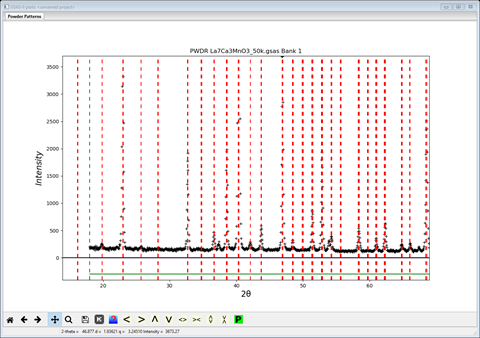 GSAS-II plots <unnamed project>
Powder Patterns
PWDR La7Ca3MnO3_50k.gsas Bank 1
3500
3000
2500
2000
1500
1000
500
0
Intensity
20 30 40 50 60
2θ
K P
2-theta = 46.877 d = 1.93621 q = 3.24510 Intensity = 3673.27